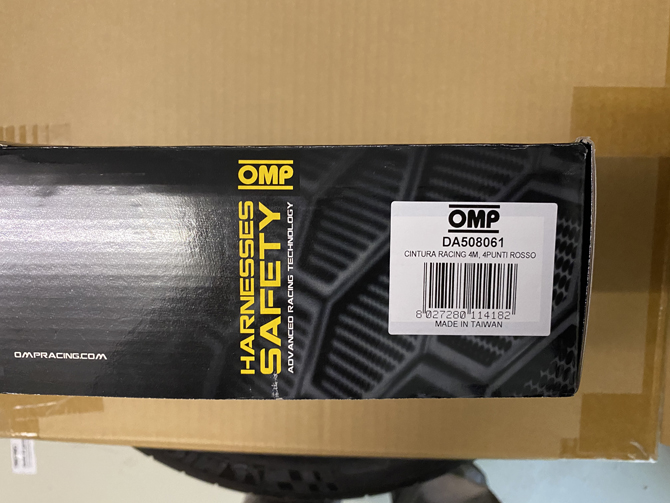 OMP
HARNESSES
SAFETY
ADVANCED RACING TECHNOLOGY
OMPRACING.COM
OMP
DA508061
CINTURA RACING 4M, 4PUNTI ROSSO
8 027280 114182
MADE IN TAIWAN